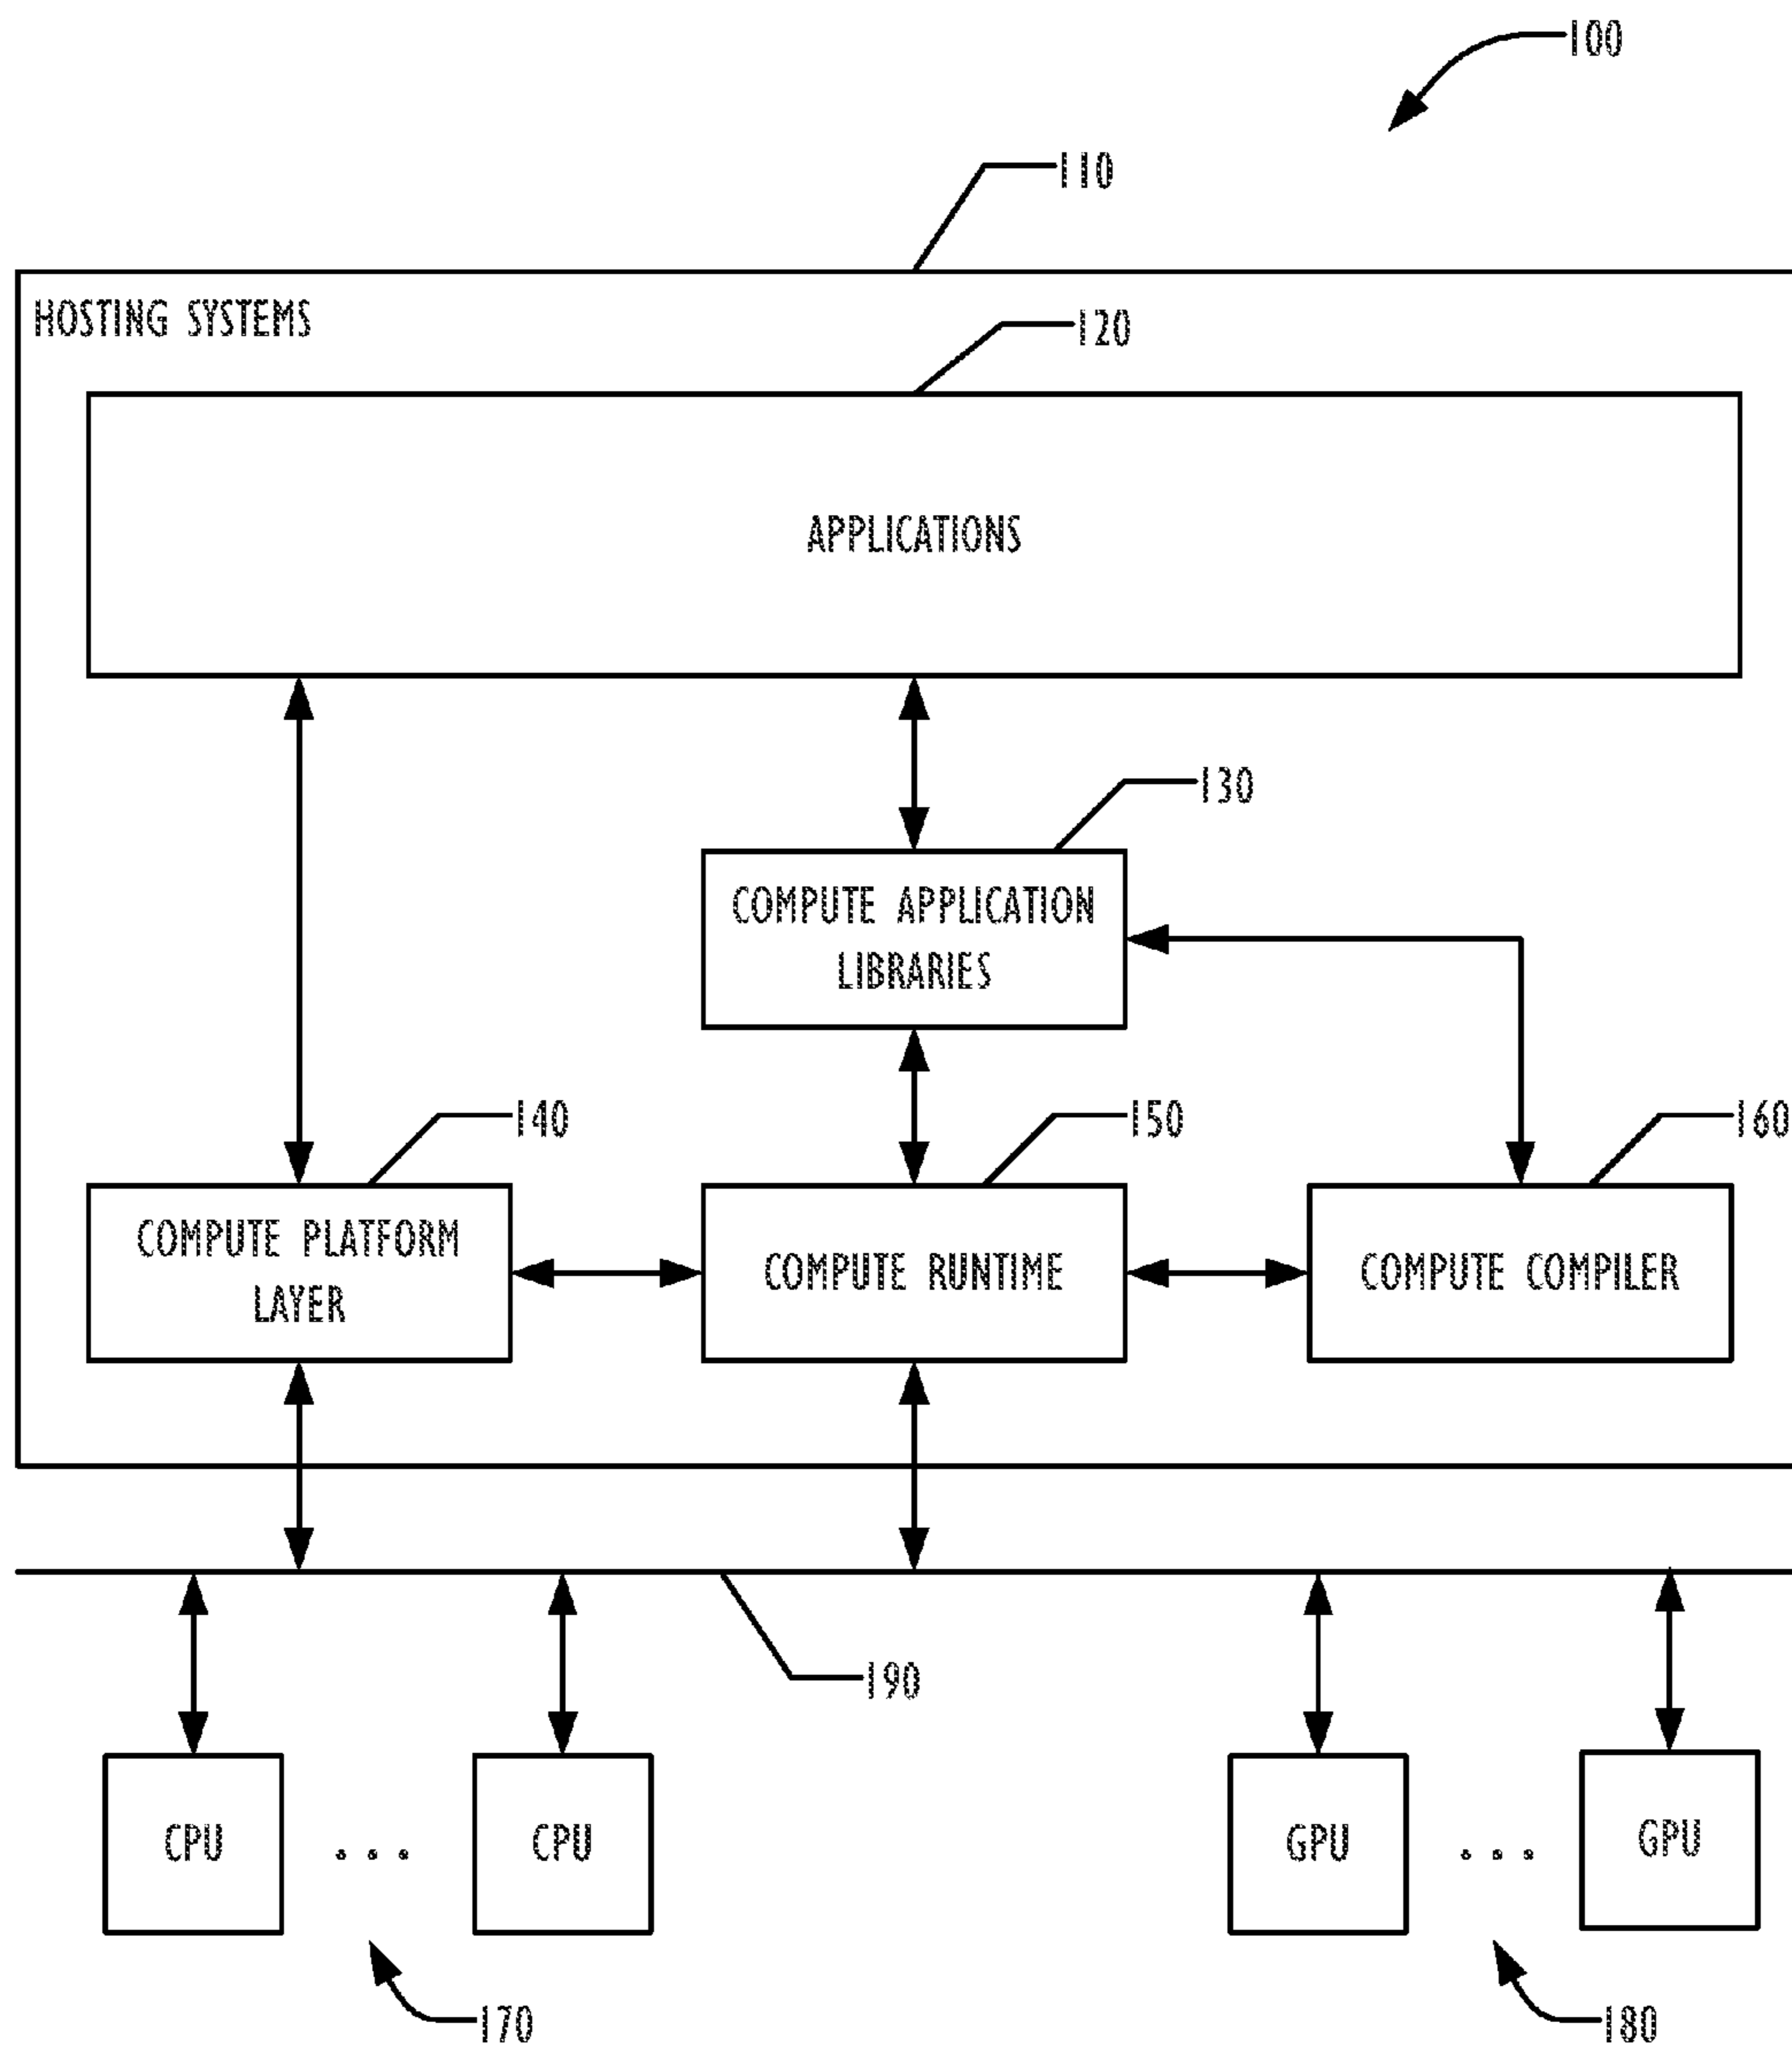 100
110
HOSTING SYSTEMS
120
APPLICATIONS
130
COMPUTE APPLICATION
LIBRARIES
140
150
160
COMPUTE PLATFORM
LAYER
COMPUTE RUNTIME
COMPUTE COMPILER
190
CPU
...
CPU
GPU
...
GPU
170
180